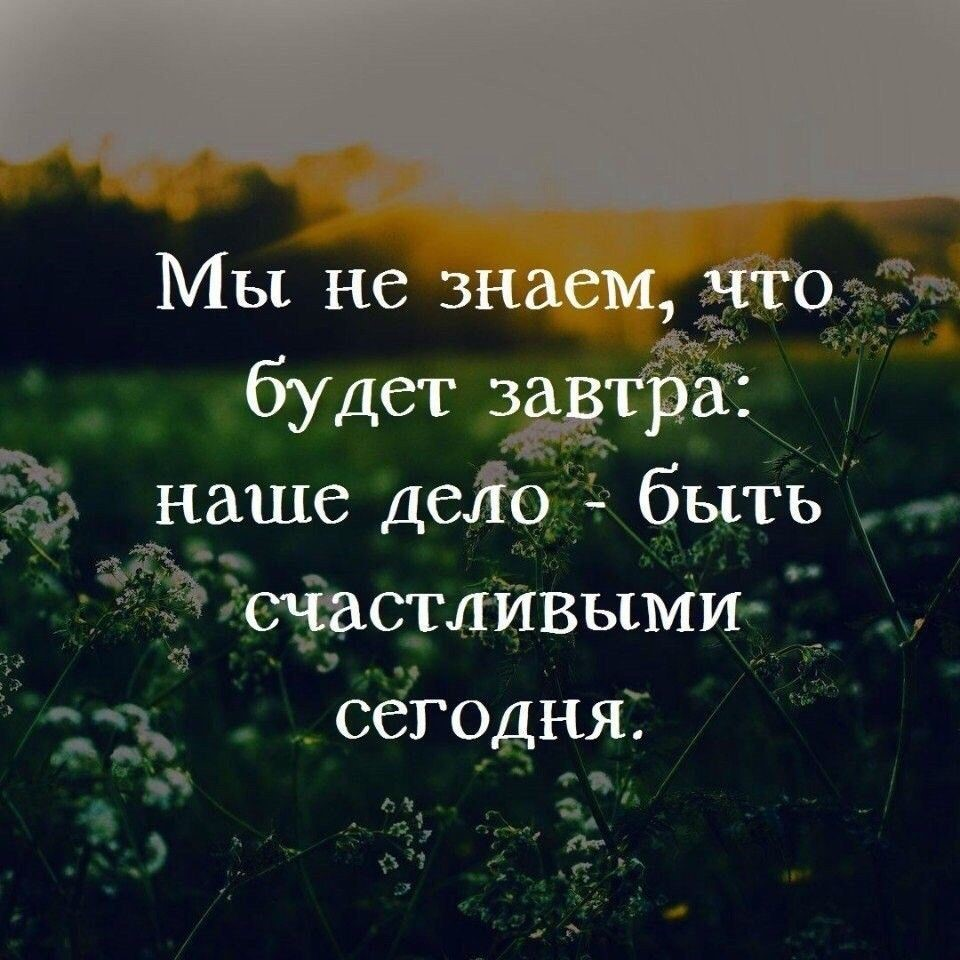 Мы не знаем, что
будет завтра:
наше дело - быть
счастливыми
сегодня.